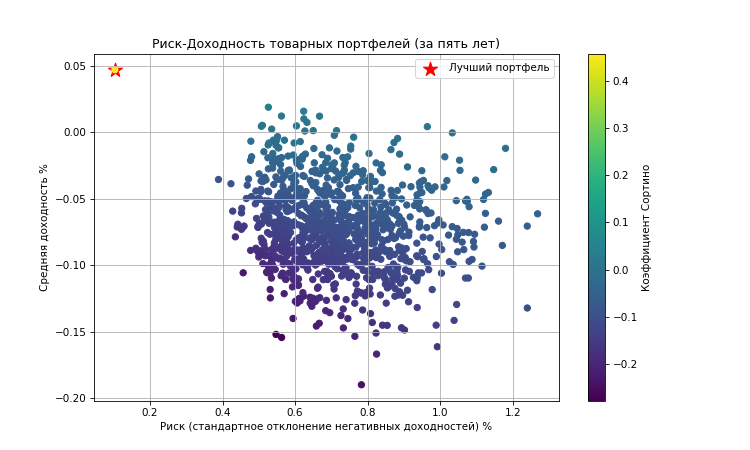 Риск-Доходность товарных портфелей (за пять лет)
Лучший портфель
Средняя доходность %
0.05
0.00
−0.05
−0.10
−0.15
−0.20
0.2 0.4 0.6 0.8 1.0 1.2
Риск (стандартное отклонение негативных доходностей) %
0.4
0.3
0.2
0.1
0.0
−0.1
−0.2
Коэффициент Сортино